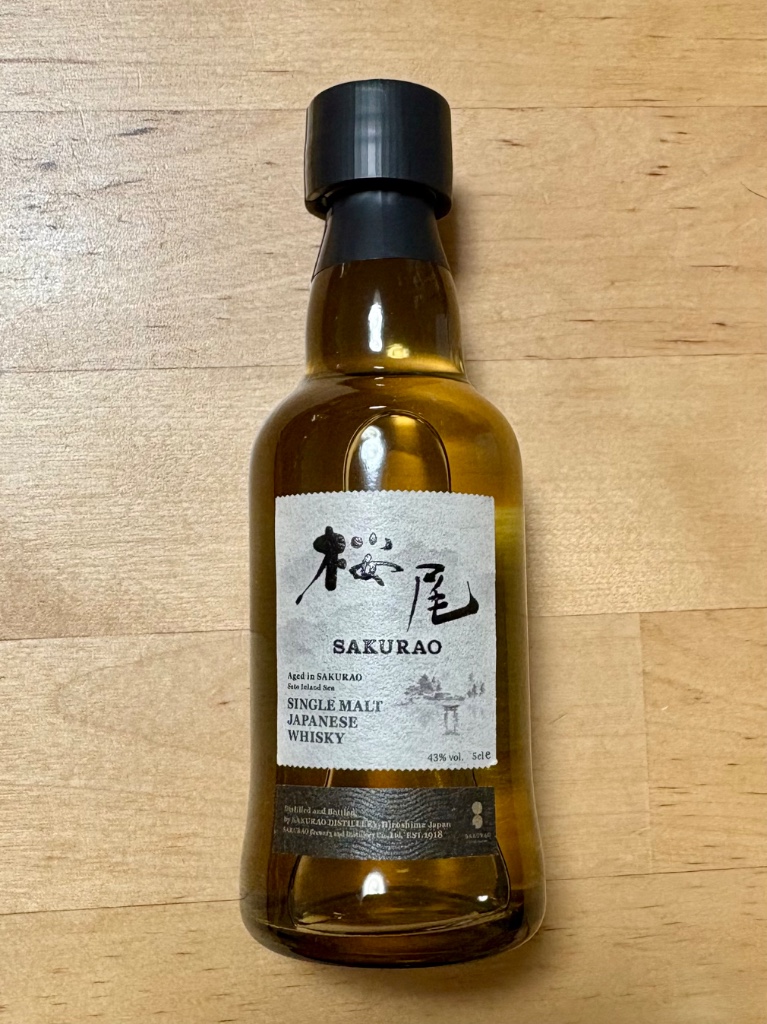 桜尾
SAKURAO
Aged in SAKURAO
Seto Inland Sea
SINGLE MALT
JAPANESE
WHISKY
43% vol. 5cl e
Distilled and Bottled
by SAKURAO DISTILLERY, Hiroshima Japan
SAKURAO Brewery and Distillery Co.,Ltd. EST.1918
SAKURAO